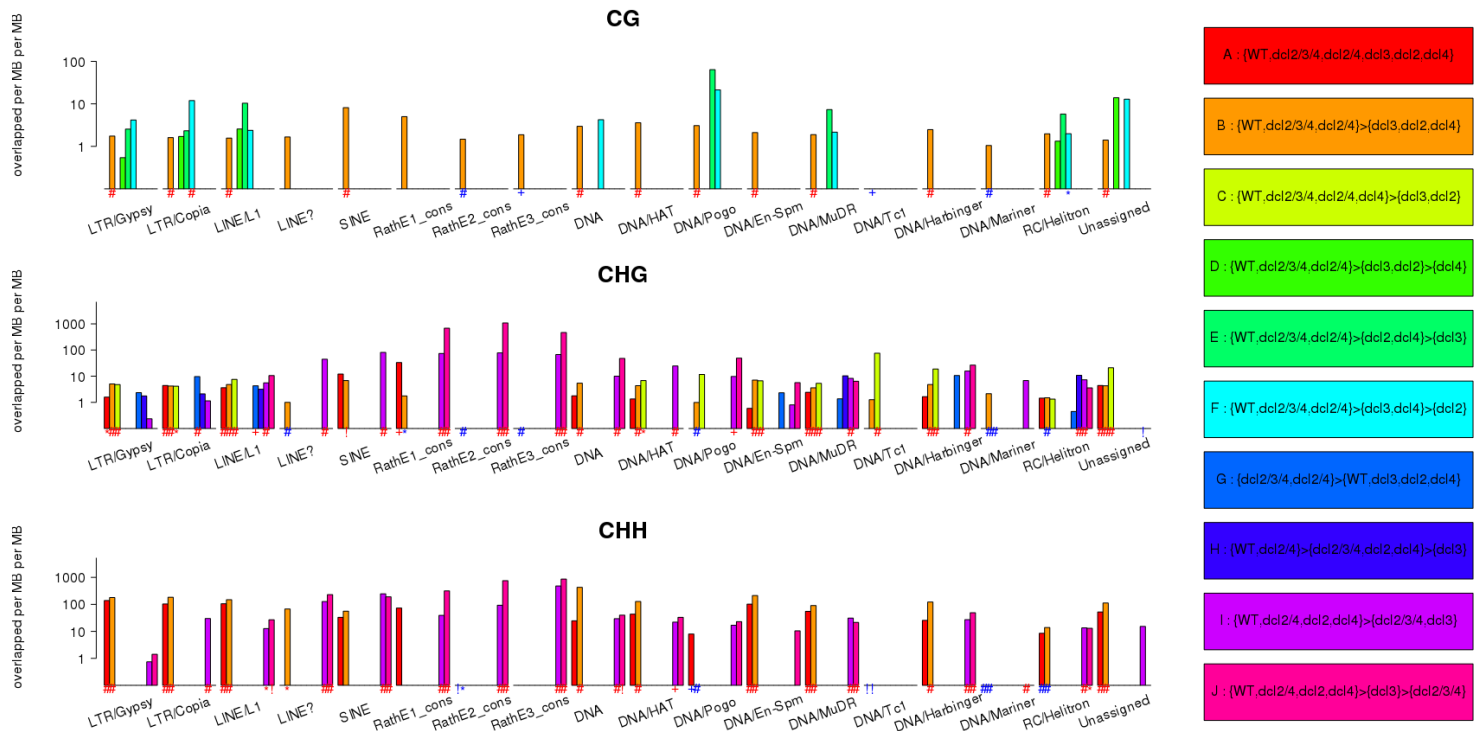 CG
overlapped per MB per MB
100
10
1
# # # # # # # # # # # # # # #
# + + # *
LTR/Gypsy LTR/Copia LINE/L1 LINE? SINE RathE1_cons RathE2_cons RathE3_cons DNA DNA/HAT DNA/Pogo DNA/En-Spm DNA/MuDR DNA/Tc1 DNA/Harbinger DNA/Mariner RC/Helitron Unassigned
CHG
overlapped per MB per MB
1000
100
10
1
LTR/Gypsy LTR/Copia LINE/L1 LINE? SINE RathE1_cons RathE2_cons RathE3_cons DNA DNA/HAT DNA/Pogo DNA/En-Spm DNA/MuDR DNA/Tc1 DNA/Harbinger DNA/Mariner RC/Helitron Unassigned
CHH
overlapped per MB per MB
1000
100
10
1
LTR/Gypsy LTR/Copia LINE/L1 LINE? SINE RathE1_cons RathE2_cons RathE3_cons DNA DNA/HAT DNA/Pogo DNA/En-Spm DNA/MuDR DNA/Tc1 DNA/Harbinger DNA/Mariner RC/Helitron Unassigned
A : {WT,dcl2/3/4,dcl2/4,dcl3,dcl2,dcl4}
B : {WT,dcl2/3/4,dcl2/4}>{dcl3,dcl2,dcl4}
C : {WT,dcl2/3/4,dcl2/4,dcl4}>{dcl3,dcl2}
D : {WT,dcl2/3/4,dcl2/4}>{dcl3,dcl2}>{dcl4}
E : {WT,dcl2/3/4,dcl2/4}>{dcl2,dcl4}>{dcl3}
F : {WT,dcl2/3/4,dcl2/4}>{dcl3,dcl4}>{dcl2}
G : {dcl2/3/4,dcl2/4}>{WT,dcl3,dcl2,dcl4}
H : {WT,dcl2/4}>{dcl2/3/4,dcl2,dcl4}>{dcl3}
I : {WT,dcl2/4,dcl2,dcl4}>{dcl2/3/4,dcl3}
J : {WT,dcl2/4,dcl2,dcl4}>{dcl3}>{dcl2/3/4}